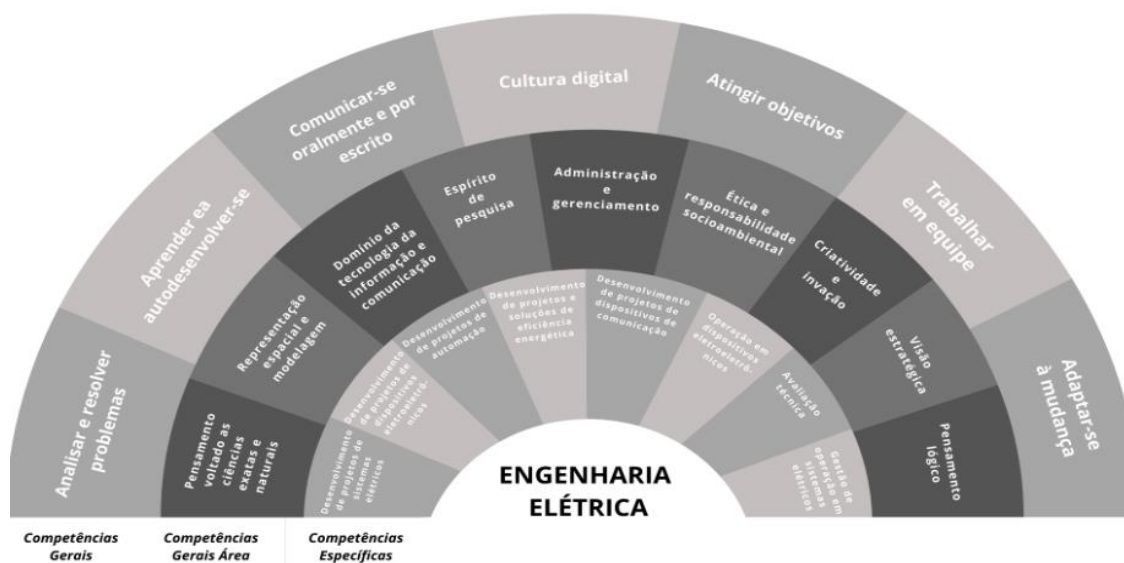 Analisar e resolver
problemas
Aprender ea
autodesenvolver-se
Comunicar-se
oralmente e por
escrito
Cultura digital
Atingir objetivos
Trabalhar
em equipe
Adaptar-se
à mudança
Pensamento
voltado as
ciências
exatas e
naturais
Representação
espacial e
modelagem
Domínio da
tecnologia da
informação e
comunicação
Espírito
de
pesquisa
Administração
e
gerenciamento
Ética e
responsabilidade
socioambiental
Criatividade
e
invação
Visão
estratégica
Pensamento
lógico
Desenvolvimento
de projetos de
sistemas
elétricos
Desenvolvimento
de projetos de
dispositivos
eletroeletrô-
nicos
Desenvolvimento
de projetos de
automação
Desenvolvimento
de projetos e
soluções de
eficiência
energética
Desenvolvimento
de projetos de
dispositivos de
comunicação
Operação em
dispositivos
eletroeletrô-
nicos
Avaliação
técnica
Gestão de
operação em
sistemas
elétricos
ENGENHARIA
ELÉTRICA
Competências
Gerais
Competências
Gerais Área
Competências
Específicas